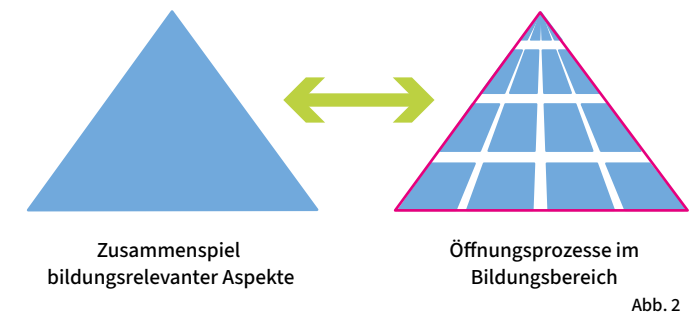 Zusammenspiel
bildungsrelevanter Aspekte
Öffnungsprozesse im
Bildungsbereich
Abb. 2